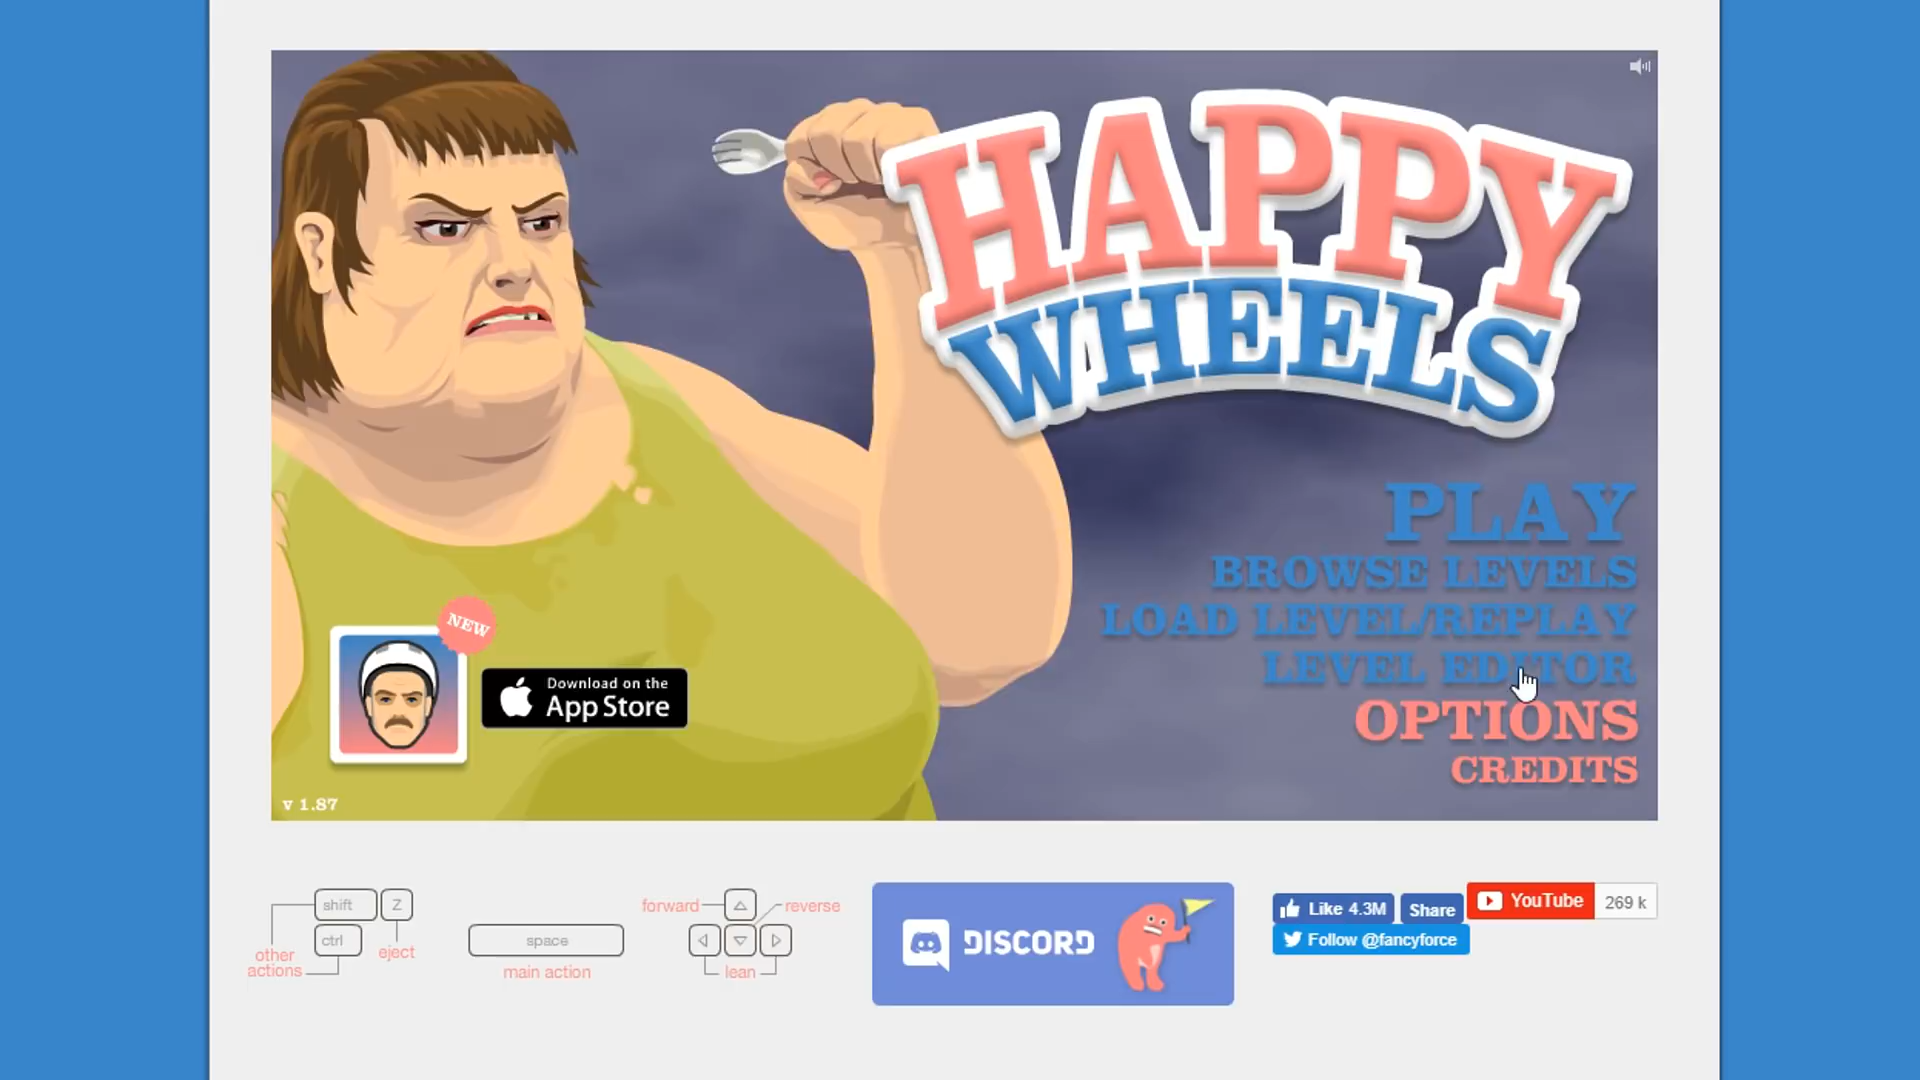 HAPPY
WHEELS
PLAY
BROWSE LEVELS
LOAD LEVEL/REPLAY
LEVEL EDITOR
OPTIONS
CREDITS
NEW
Download on the
App Store
v 1.87
shift
Z
ctrl
other
actions
eject
space
main action
forward
reverse
lean
DISCORD
Like 4.3M
Share
YouTube
269 k
Follow @fancyforce